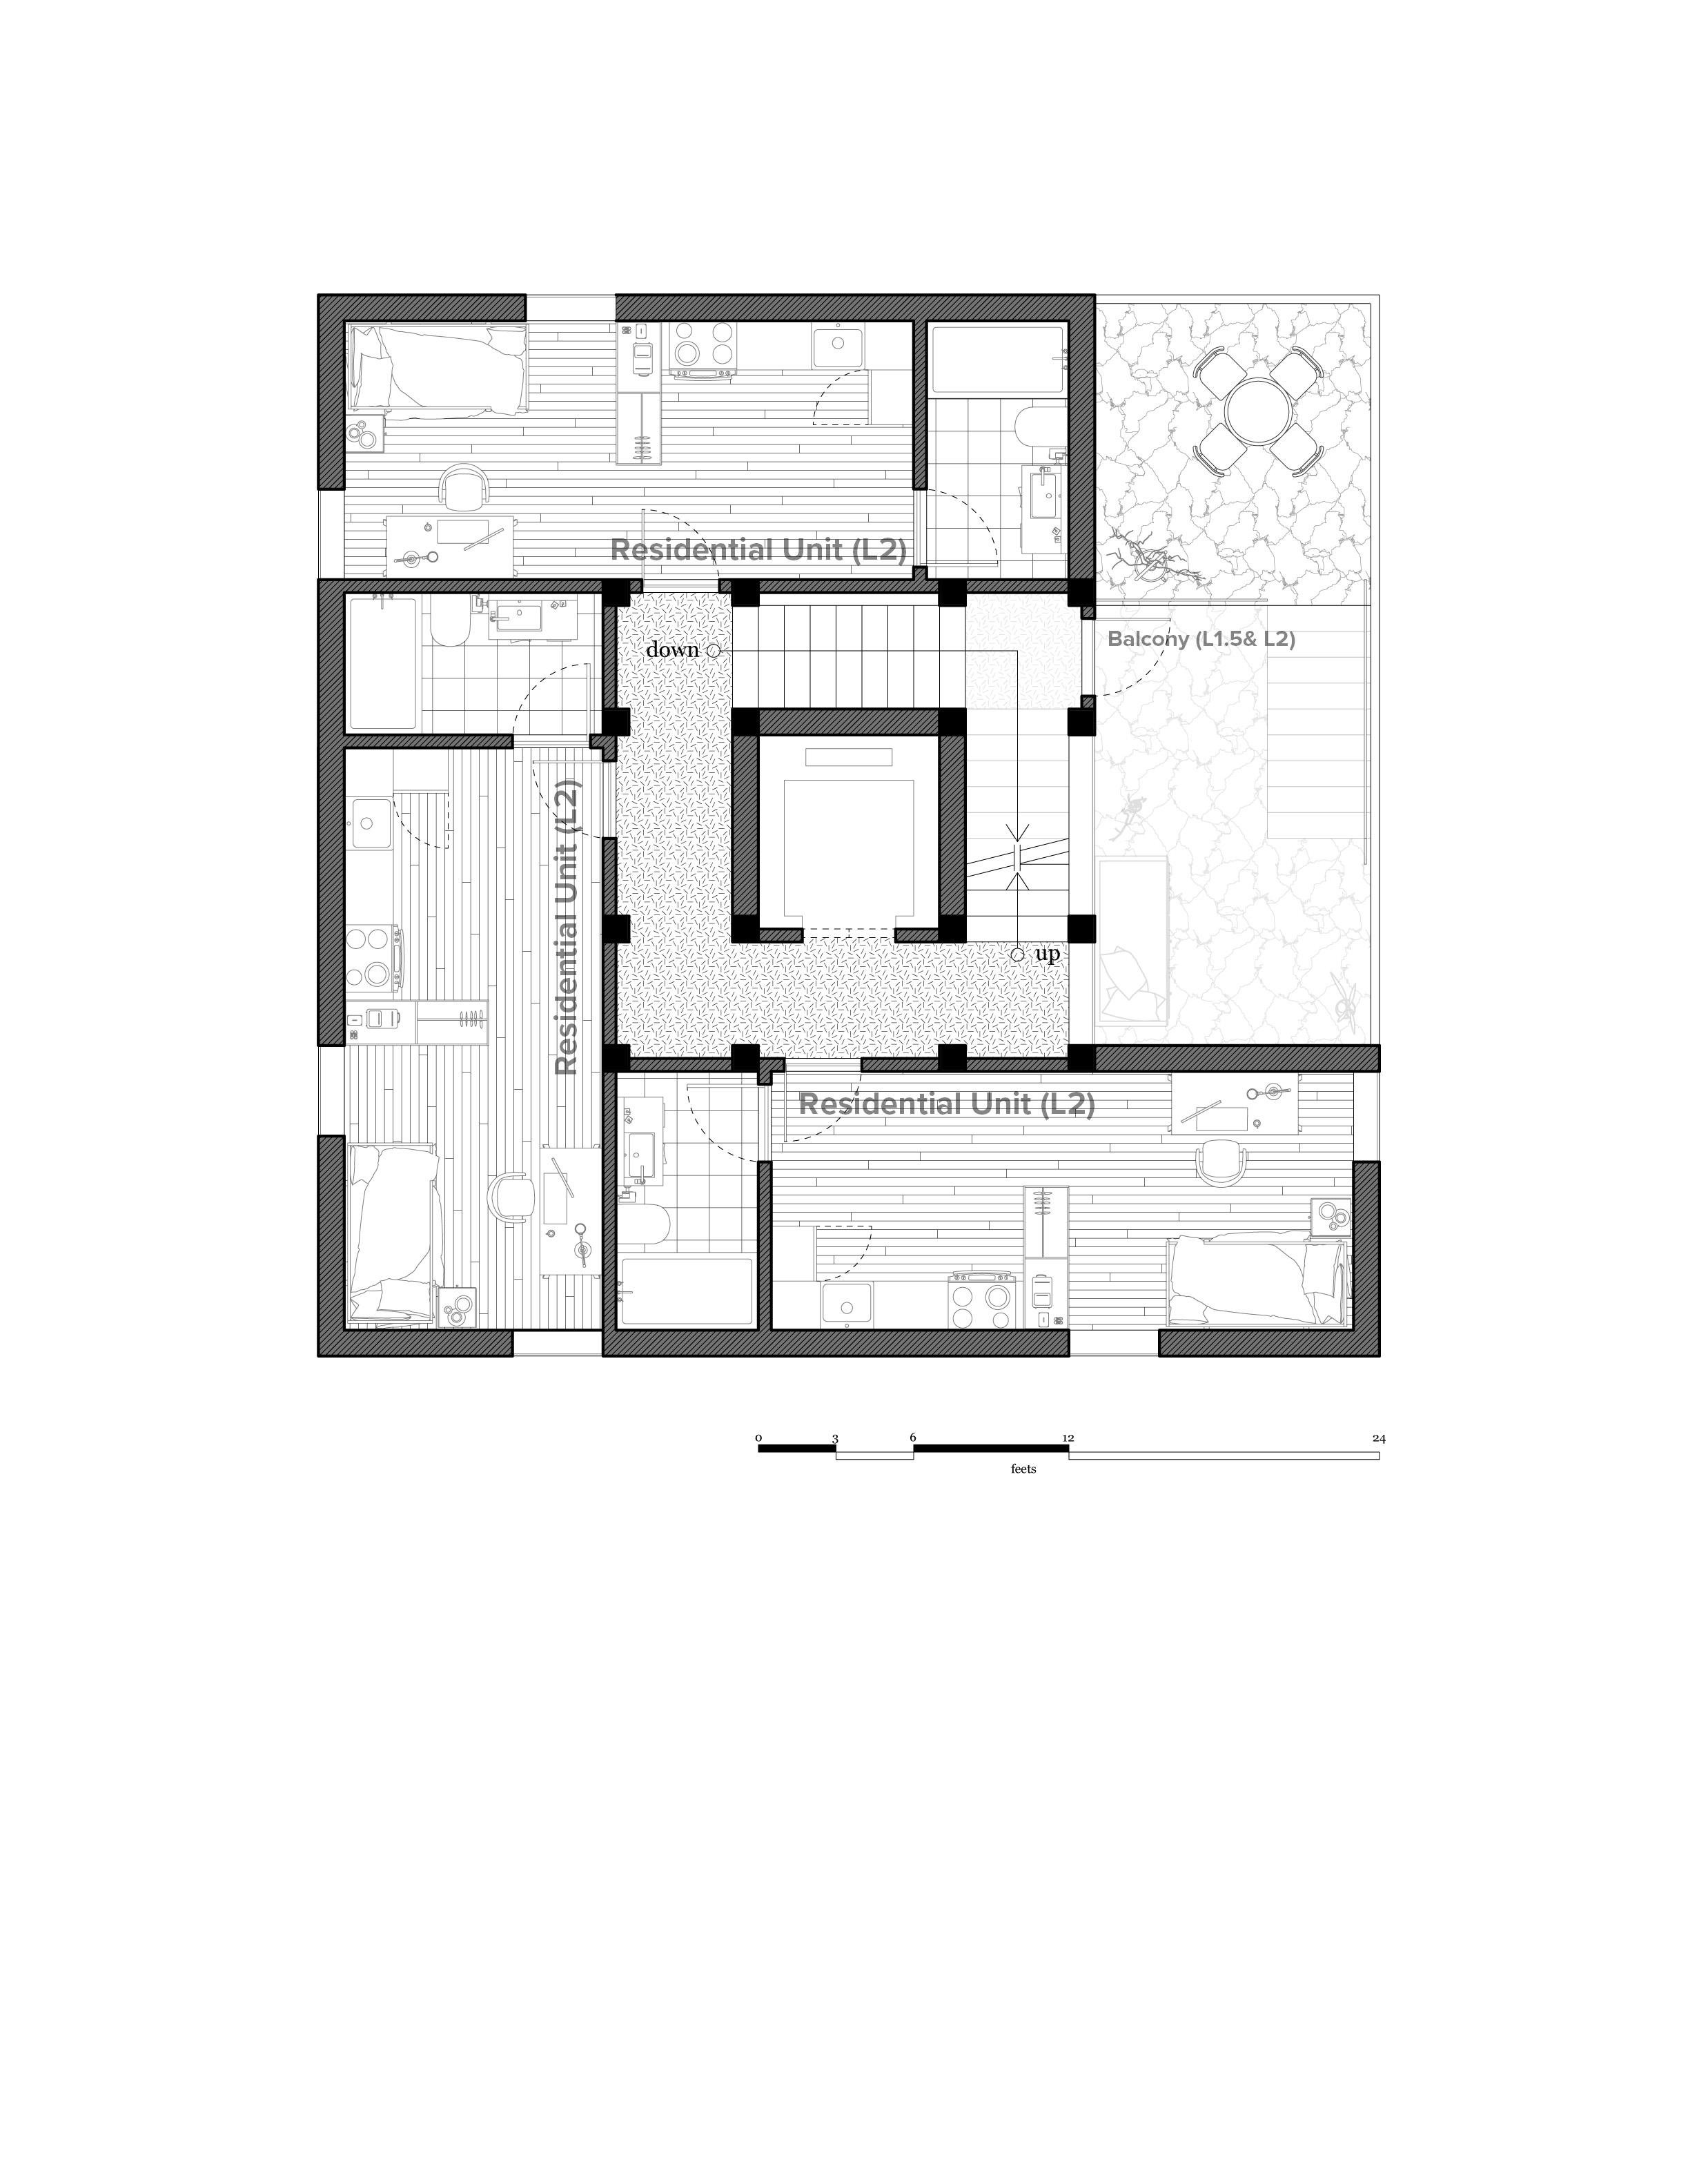 Residential Unit (L2)
down
Balcony (L1.5& L2)
Residential Unit (L2)
up
Residential Unit (L2)
0 3 6 12 24
feets